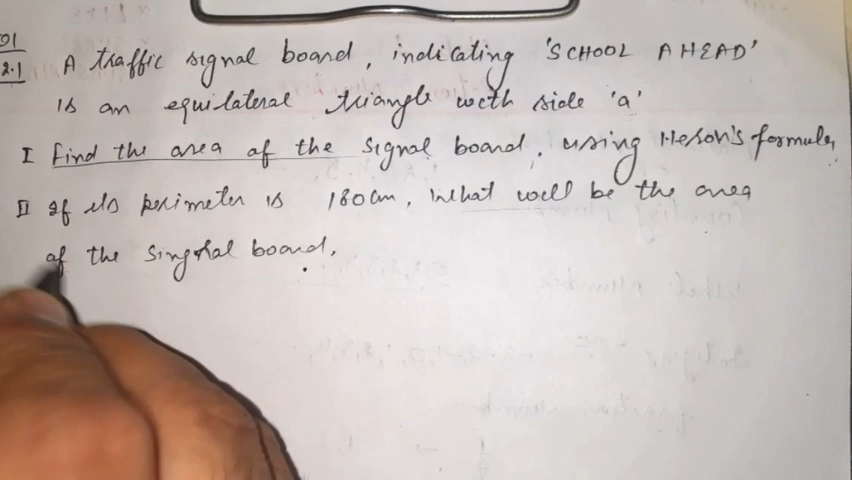 Q1
2.1 A traffic signal board, indicating 'SCHOOL AHEAD'
is an equilateral triangle with side 'a'
I Find the area of the signal board, using Heron's formula,
II If its perimeter is 180cm, What will be the area
of the singnal board.